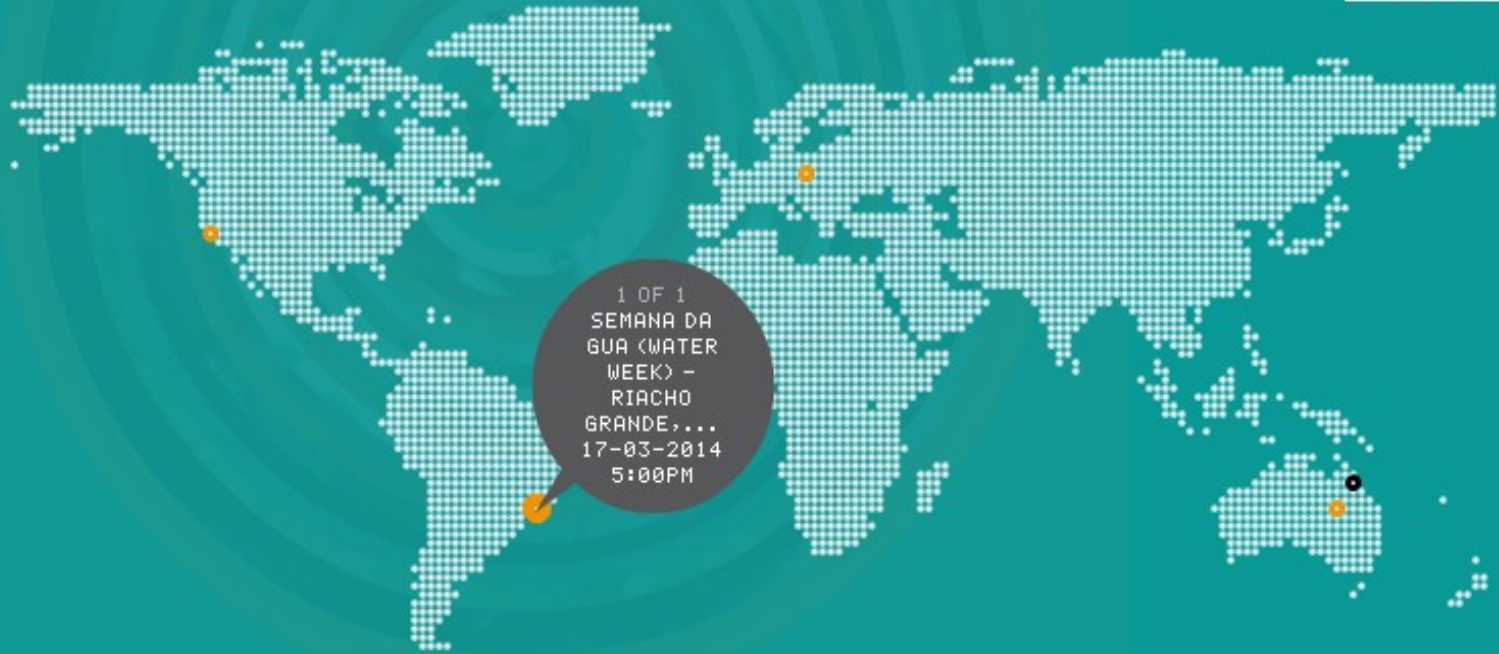 1 OF 1
SEMANA DA
GUA (WATER
WEEK) -
RIACHO
GRANDE,...
17-03-2014
5:00PM